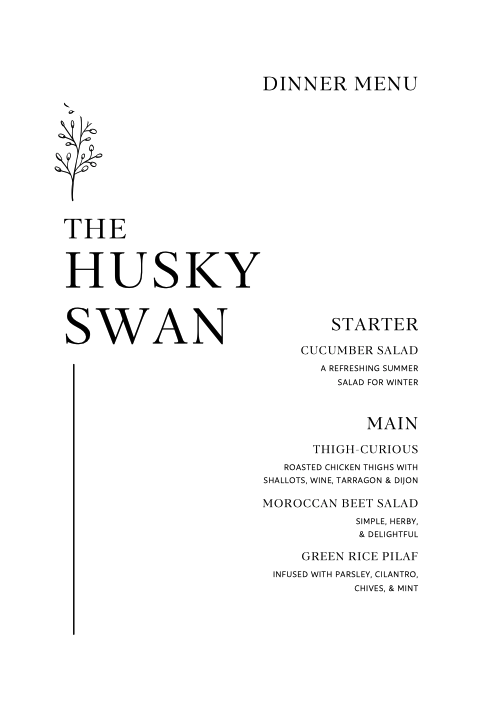 DINNER MENU
THE
HUSKY
SWAN
STARTER
CUCUMBER SALAD
A REFRESHING SUMMER
SALAD FOR WINTER
MAIN
THIGH-CURIOUS
ROASTED CHICKEN THIGHS WITH
SHALLOTS, WINE, TARRAGON & DIJON
MOROCCAN BEET SALAD
SIMPLE, HERBY,
& DELIGHTFUL
GREEN RICE PILAF
INFUSED WITH PARSLEY, CILANTRO,
CHIVES, & MINT